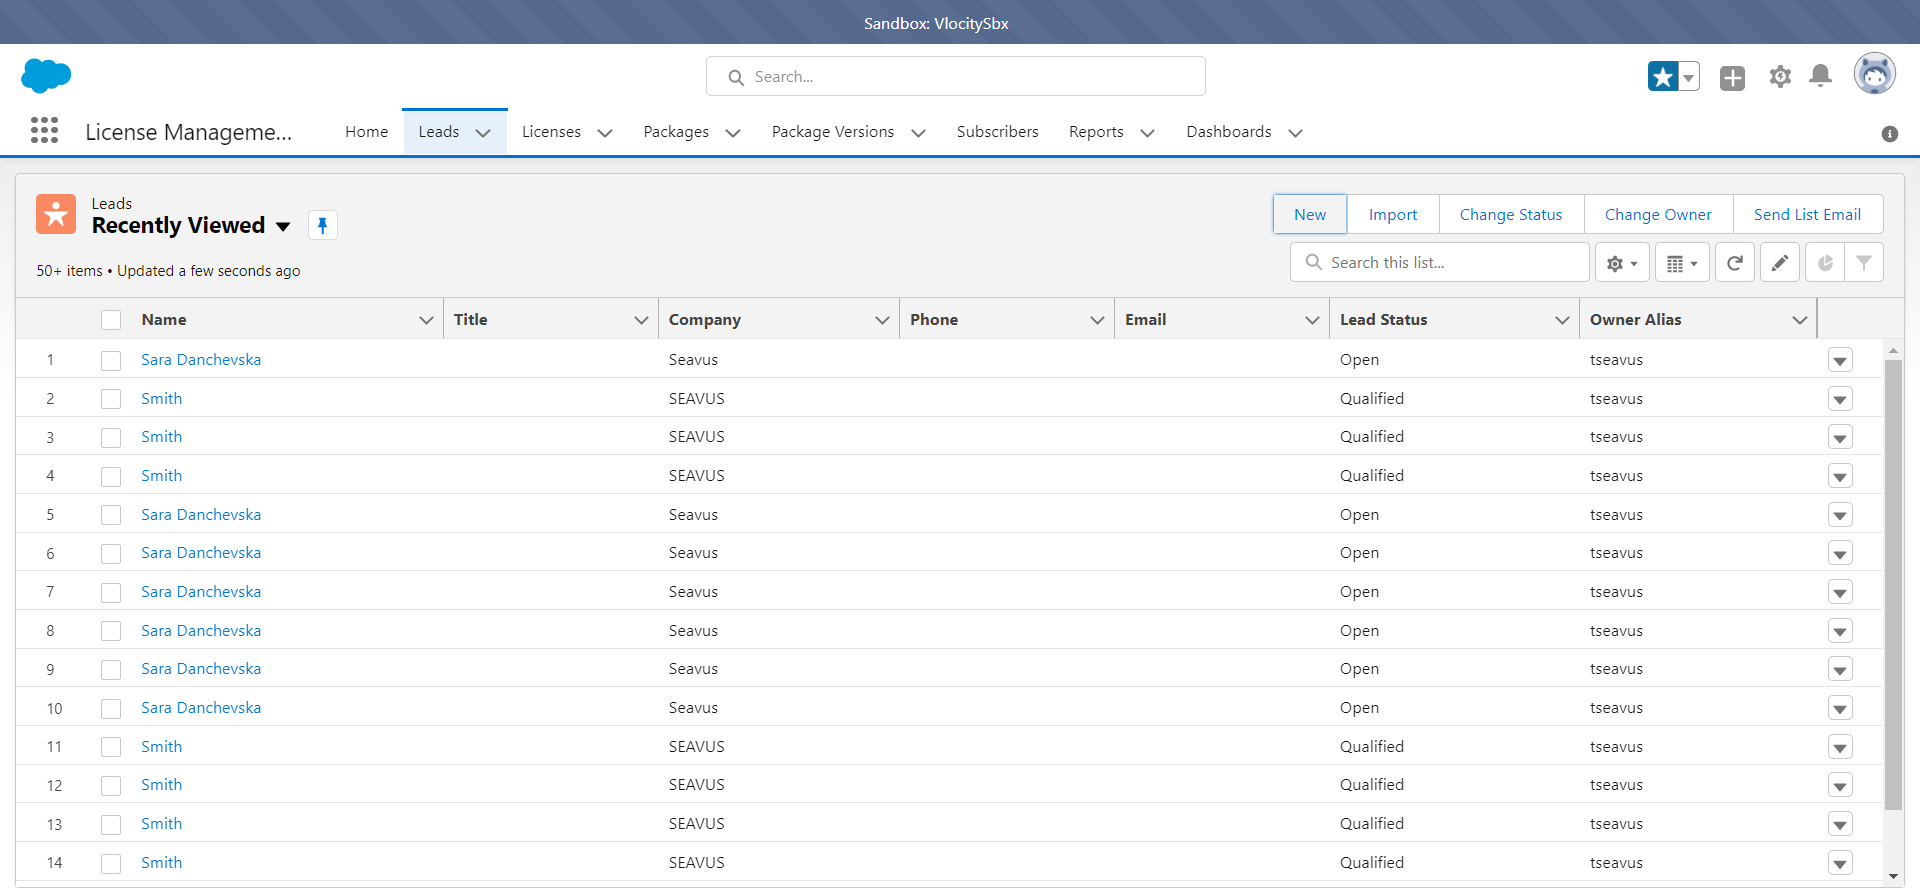 Sandbox: VlocitySbx
Search...
License Manageme... Home Leads Licenses Packages Package Versions Subscribers Reports Dashboards
Leads
Recently Viewed
New Import Change Status Change Owner Send List Email
50+ items • Updated a few seconds ago
Search this list...
Name Title Company Phone Email Lead Status Owner Alias
1 Sara Danchevska Seavus Open tseavus
2 Smith SEAVUS Qualified tseavus
3 Smith SEAVUS Qualified tseavus
4 Smith SEAVUS Qualified tseavus
5 Sara Danchevska Seavus Open tseavus
6 Sara Danchevska Seavus Open tseavus
7 Sara Danchevska Seavus Open tseavus
8 Sara Danchevska Seavus Open tseavus
9 Sara Danchevska Seavus Open tseavus
10 Sara Danchevska Seavus Open tseavus
11 Smith SEAVUS Qualified tseavus
12 Smith SEAVUS Qualified tseavus
13 Smith SEAVUS Qualified tseavus
14 Smith SEAVUS Qualified tseavus